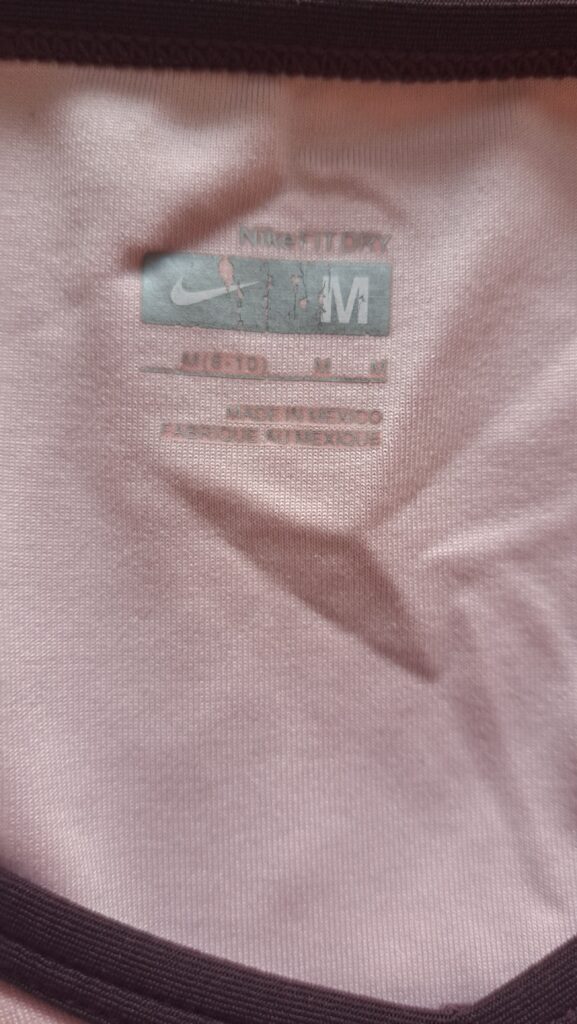 Nike FIT DRY
M
M(8-10) M M
MADE IN MEXICO
FABRIQUE AU MEXIQUE